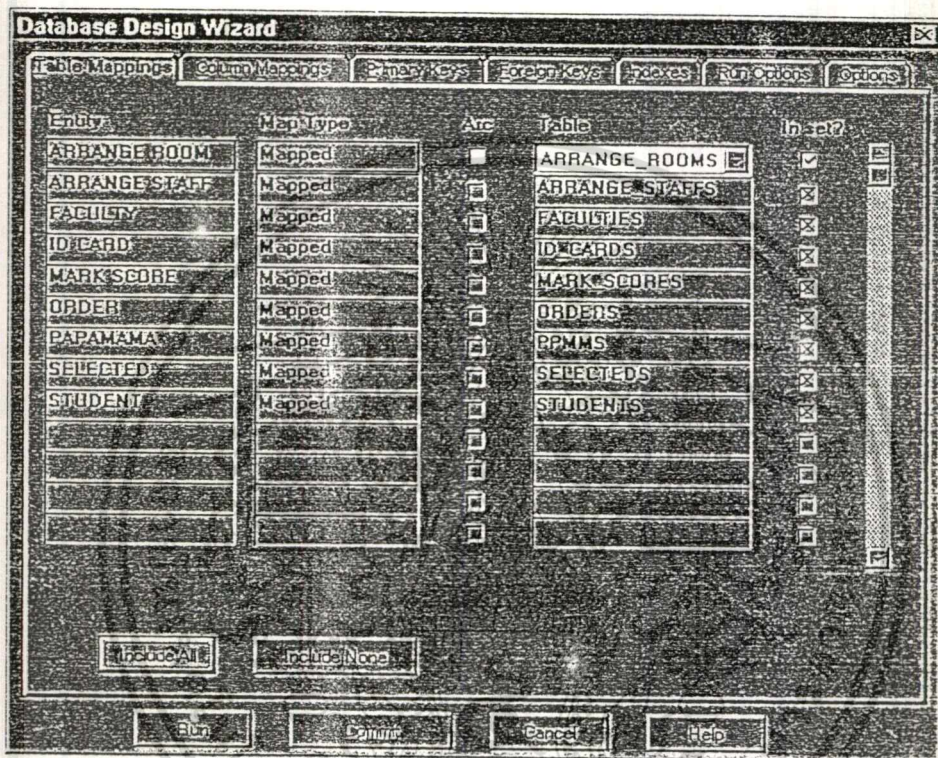 Database Design Wizard
Table Mappings Column Mappings Primary Keys Foreign Keys Indexes Run Options Options
Entity Map Type Arc Table In set?
ARRANGE ROOM Mapped ARRANGE_ROOMS
ARRANGE STAFF Mapped ARRANGE_STAFFS
FACULTY Mapped FACULTIES
ID CARD Mapped ID_CARDS
MARK SCORE Mapped MARK_SCORES
ORDER Mapped ORDERS
PAPAMAMA Mapped PPMMS
SELECTED Mapped SELECTEDS
STUDENT Mapped STUDENTS
Include All Include None
Run Commit Cancel Help